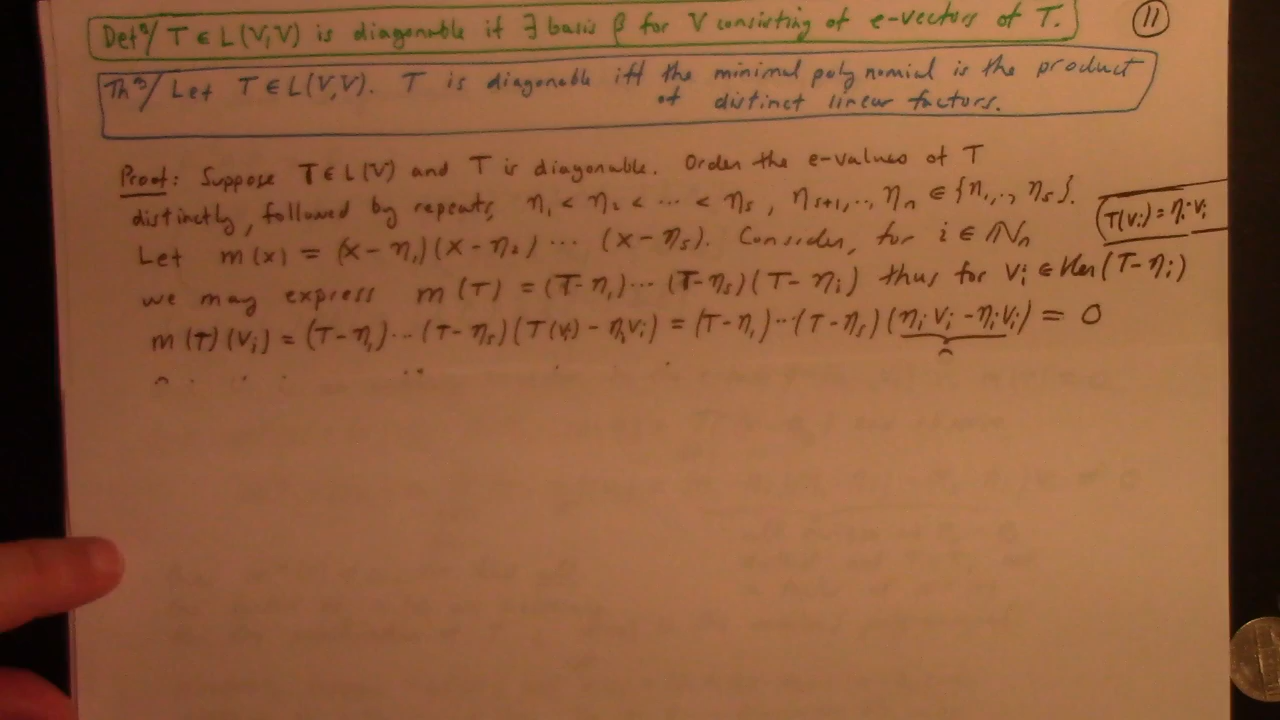 Defⁿ/ T ∈ L(V,V) is diagonable if ∃ basis β for V consisting of e-vectors of T.
11
Thᵐ/ Let T ∈ L(V,V). T is diagonable iff the minimal polynomial is the product
of distinct linear factors.
Proof: Suppose T ∈ L(V) and T is diagonable. Order the e-values of T
distinctly, followed by repeats, η₁ < η₂ < ··· < ηₛ, ηₛ₊₁,..., ηₙ ∈ {η₁,.., ηₛ}.
T(vᵢ) = ηᵢ·vᵢ
Let m(x) = (x − η₁)(x − η₂) ··· (x − ηₛ). Consider, for i ∈ ℕₙ
we may express m(T) = (T − η₁)···(T − ηₛ)(T − ηᵢ) thus for vᵢ ∈ Ker(T − ηᵢ)
m(T)(vᵢ) = (T − η₁)···(T − ηₛ)(T(vᵢ) − ηᵢvᵢ) = (T − η₁)···(T − ηₛ)(ηᵢvᵢ − ηᵢvᵢ) = 0